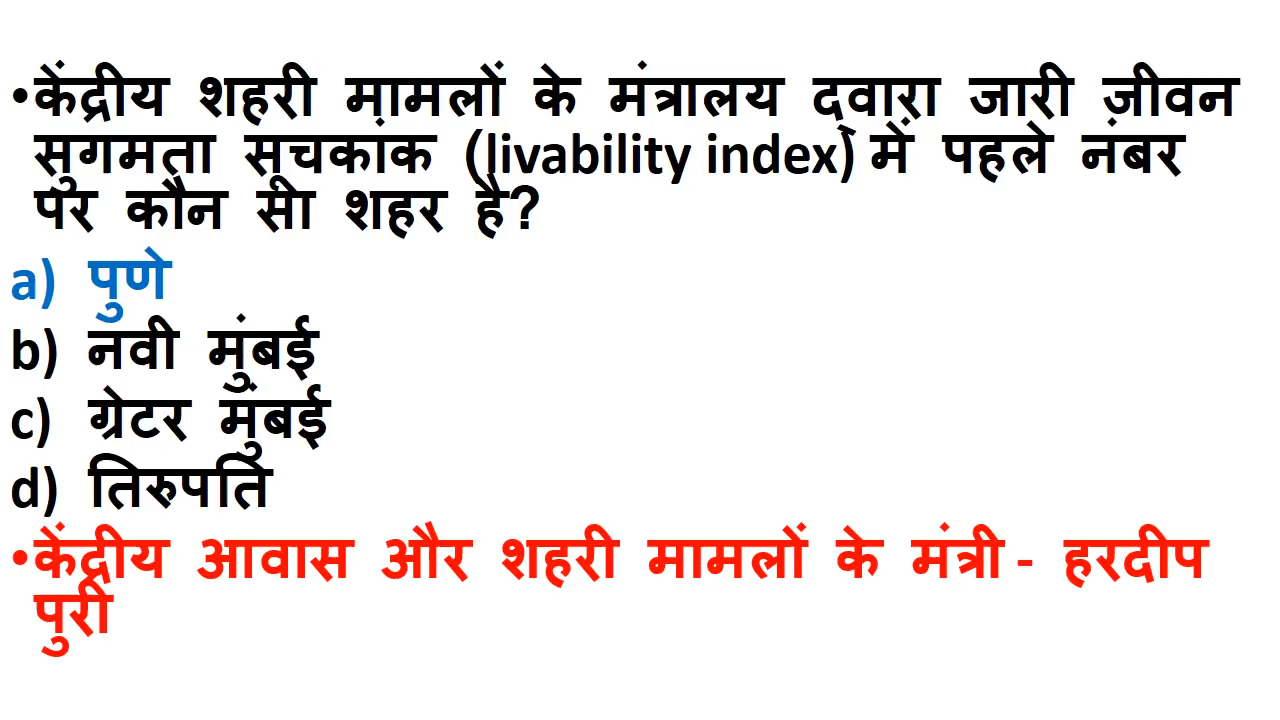 •केंद्रीय शहरी मामलों के मंत्रालय द्वारा जारी ज़ीवन
सुगमता सूचकांक (livability index) में पहले नंबर
पर कौन सा शहर है?
a) पुणे
b) नवी मुंबई
c) ग्रेटर मुंबई
d) तिरुपति
•केंद्रीय आवास और शहरी मामलों के मंत्री - हरदीप
पुरी